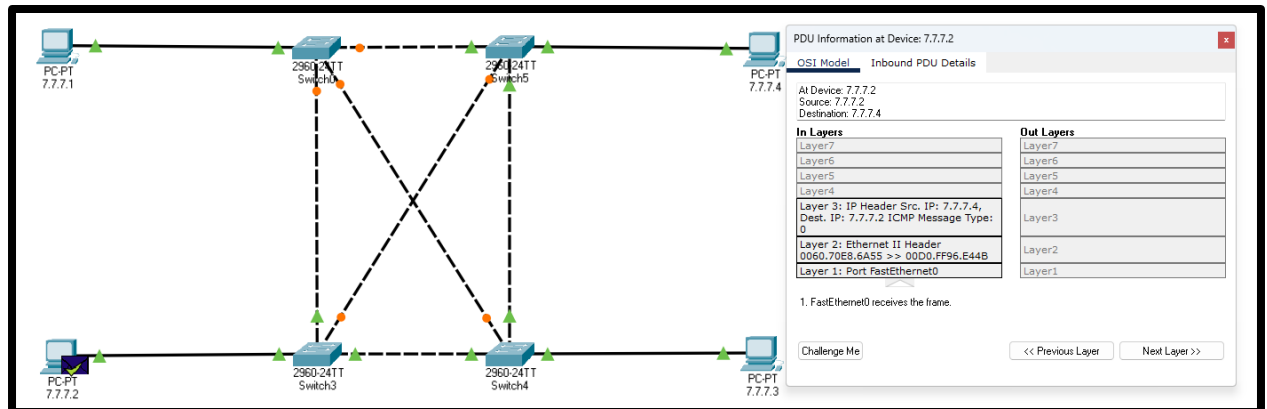 PC-PT
7.7.7.1
2960-24TT
Switch0
2960-24TT
Switch5
PC-PT
7.7.7.4
PC-PT
7.7.7.2
2960-24TT
Switch3
2960-24TT
Switch4
PC-PT
7.7.7.3
PDU Information at Device: 7.7.7.2
x
OSI Model Inbound PDU Details
At Device: 7.7.7.2
Source: 7.7.7.2
Destination: 7.7.7.4
In Layers Out Layers
Layer7 Layer7
Layer6 Layer6
Layer5 Layer5
Layer4 Layer4
Layer 3: IP Header Src. IP: 7.7.7.4,
Dest. IP: 7.7.7.2 ICMP Message Type:
0
Layer3
Layer 2: Ethernet II Header
0060.70E8.6A55 >> 00D0.FF96.E44B
Layer2
Layer 1: Port FastEthernet0 Layer1
1. FastEthernet0 receives the frame.
Challenge Me << Previous Layer Next Layer >>